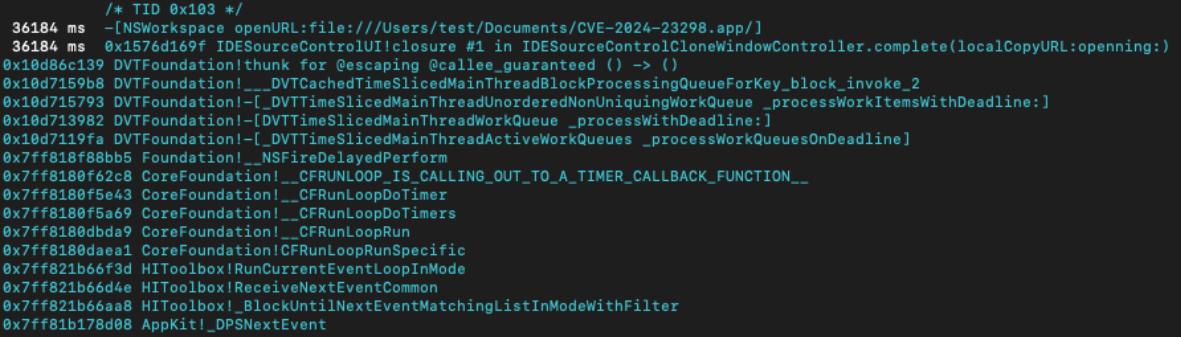 /* TID 0x103 */
36184 ms -[NSWorkspace openURL:file:///Users/test/Documents/CVE-2024-23298.app/]
36184 ms 0x1576d169f IDESourceControlUI!closure #1 in IDESourceControlCloneWindowController.complete(localCopyURL:openning:)
0x10d86c139 DVTFoundation!thunk for @escaping @callee_guaranteed () -> ()
0x10d7159b8 DVTFoundation!___DVTCachedTimeSlicedMainThreadBlockProcessingQueueForKey_block_invoke_2
0x10d715793 DVTFoundation!-[_DVTTimeSlicedMainThreadUnorderedNonUniquingWorkQueue _processWorkItemsWithDeadline:]
0x10d713982 DVTFoundation!-[DVTTimeSlicedMainThreadWorkQueue _processWithDeadline:]
0x10d7119fa DVTFoundation!-[_DVTTimeSlicedMainThreadActiveWorkQueues _processWorkQueuesOnDeadline]
0x7ff818f88bb5 Foundation!__NSFireDelayedPerform
0x7ff8180f62c8 CoreFoundation!__CFRUNLOOP_IS_CALLING_OUT_TO_A_TIMER_CALLBACK_FUNCTION__
0x7ff8180f5e43 CoreFoundation!__CFRunLoopDoTimer
0x7ff8180f5a69 CoreFoundation!__CFRunLoopDoTimers
0x7ff8180dbda9 CoreFoundation!__CFRunLoopRun
0x7ff8180daea1 CoreFoundation!CFRunLoopRunSpecific
0x7ff821b66f3d HIToolbox!RunCurrentEventLoopInMode
0x7ff821b66d4e HIToolbox!ReceiveNextEventCommon
0x7ff821b66aa8 HIToolbox!_BlockUntilNextEventMatchingListInModeWithFilter
0x7ff81b178d08 AppKit!_DPSNextEvent